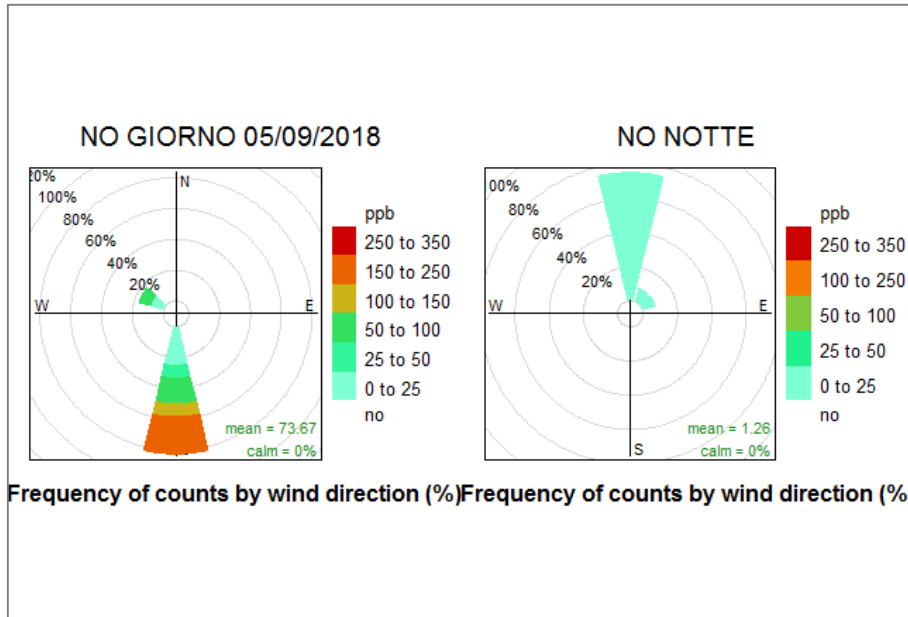 NO GIORNO 05/09/2018
20%
100%
80%
60%
40%
20%
N
W
E
mean = 73.67
calm = 0%
ppb
250 to 350
150 to 250
100 to 150
50 to 100
25 to 50
0 to 25
no
Frequency of counts by wind direction (%)
NO NOTTE
00%
80%
60%
40%
20%
W
E
S
mean = 1.26
calm = 0%
ppb
250 to 350
100 to 250
50 to 100
25 to 50
0 to 25
no
Frequency of counts by wind direction (%